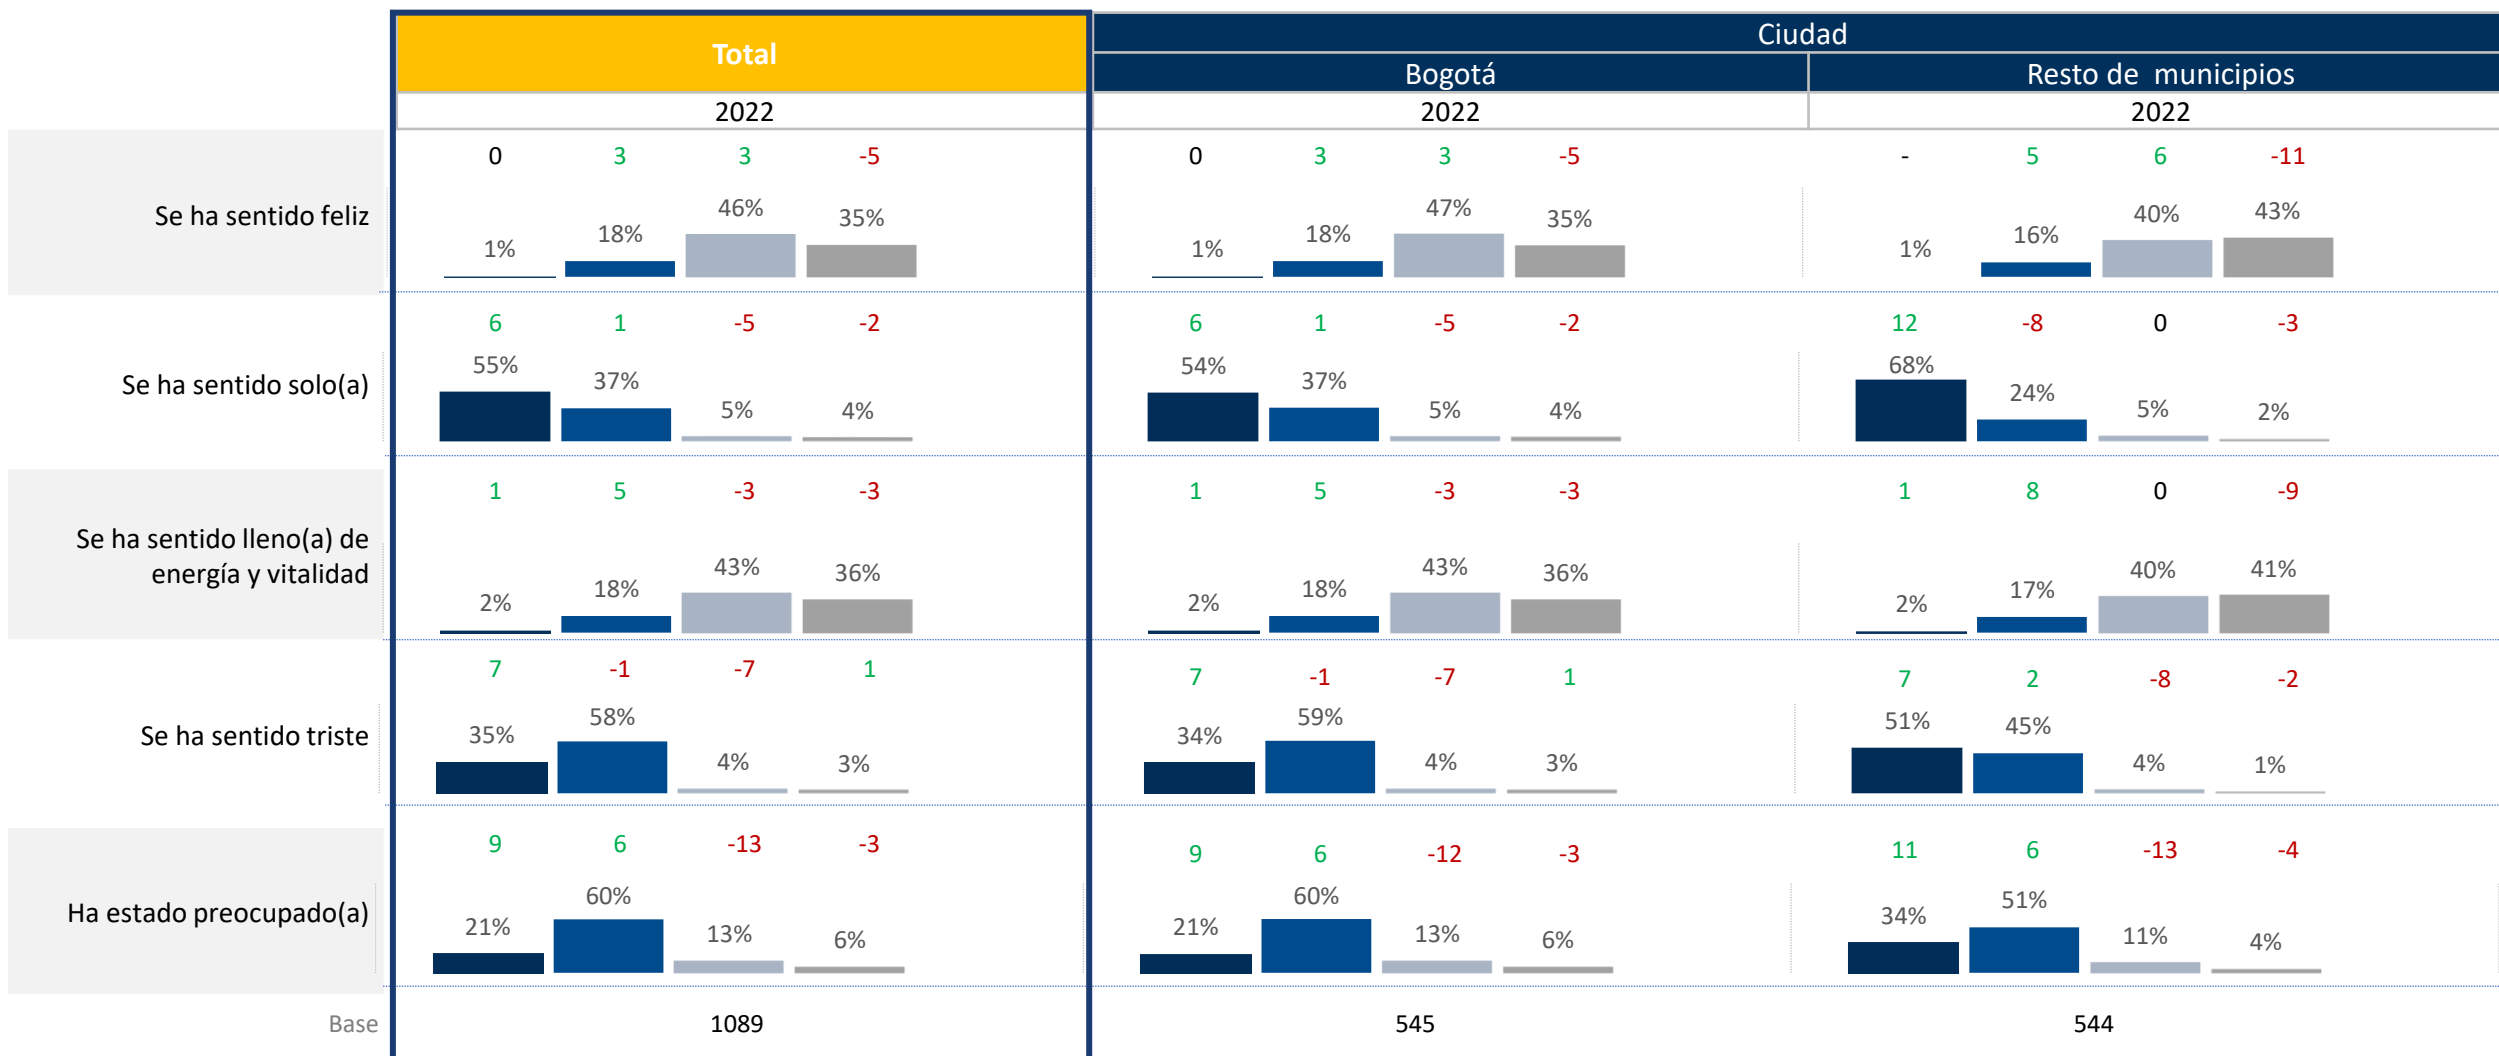 Total
Ciudad
Bogotá
Resto de municipios
2022
2022
2022
0 3 3 -5
0 3 3 -5
- 5 6 -11
Se ha sentido feliz
1% 18% 46% 35%
1% 18% 47% 35%
1% 16% 40% 43%
6 1 -5 -2
6 1 -5 -2
12 -8 0 -3
Se ha sentido solo(a)
55% 37% 5% 4%
54% 37% 5% 4%
68% 24% 5% 2%
1 5 -3 -3
1 5 -3 -3
1 8 0 -9
Se ha sentido lleno(a) de
energía y vitalidad
2% 18% 43% 36%
2% 18% 43% 36%
2% 17% 40% 41%
7 -1 -7 1
7 -1 -7 1
7 2 -8 -2
Se ha sentido triste
35% 58% 4% 3%
34% 59% 4% 3%
51% 45% 4% 1%
9 6 -13 -3
9 6 -12 -3
11 6 -13 -4
Ha estado preocupado(a)
21% 60% 13% 6%
21% 60% 13% 6%
34% 51% 11% 4%
Base
1089
545
544